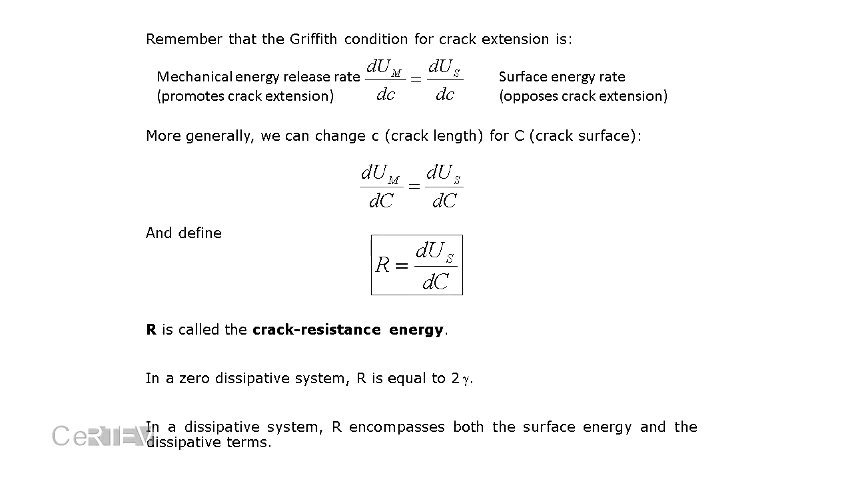 Remember that the Griffith condition for crack extension is:
Mechanical energy release rate dU_M/dc = dU_S/dc Surface energy rate
(promotes crack extension) (opposes crack extension)
More generally, we can change c (crack length) for C (crack surface):
dU_M/dC = dU_S/dC
And define
R = dU_S/dC
R is called the crack-resistance energy.
In a zero dissipative system, R is equal to 2γ.
In a dissipative system, R encompasses both the surface energy and the
dissipative terms.
CeRTEV